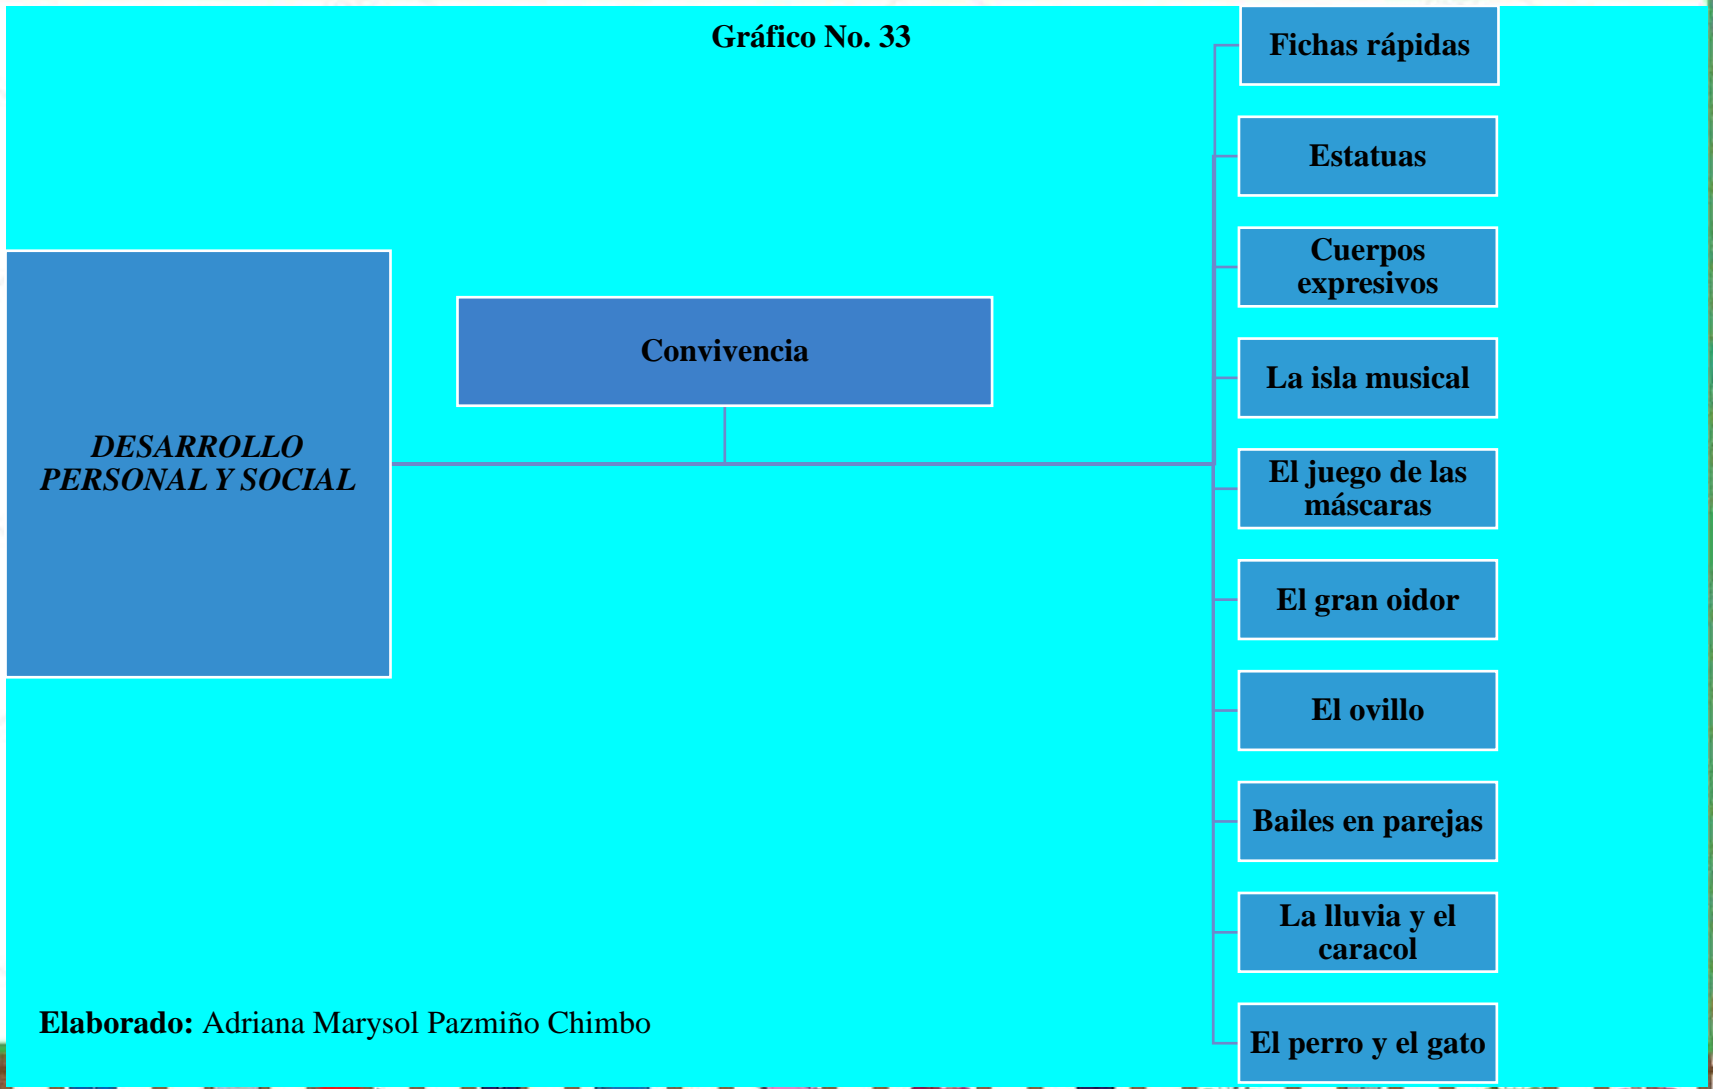 Gráfico No. 33
DESARROLLO
PERSONAL Y SOCIAL
Convivencia
Fichas rápidas
Estatuas
Cuerpos
expresivos
La isla musical
El juego de las
máscaras
El gran oidor
El ovillo
Bailes en parejas
La lluvia y el
caracol
El perro y el gato
Elaborado: Adriana Marysol Pazmiño Chimbo